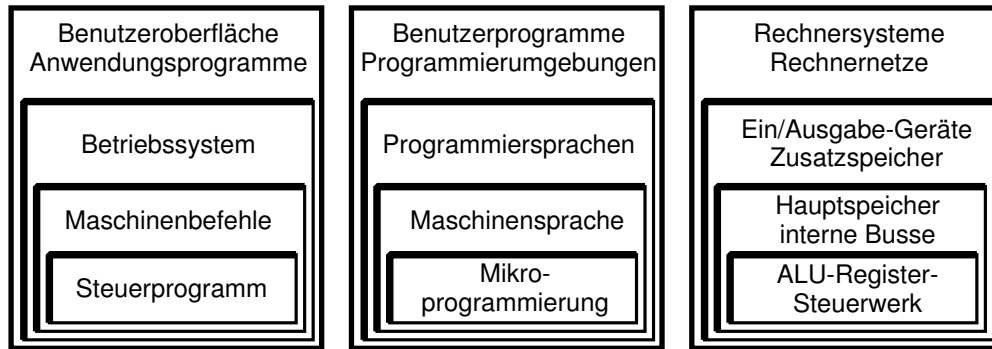 Benutzeroberfläche
Anwendungsprogramme
Betriebssystem
Maschinenbefehle
Steuerprogramm
Benutzerprogramme
Programmierumgebungen
Programmiersprachen
Maschinensprache
Mikro-
programmierung
Rechnersysteme
Rechnernetze
Ein/Ausgabe-Geräte
Zusatzspeicher
Hauptspeicher
interne Busse
ALU-Register-
Steuerwerk